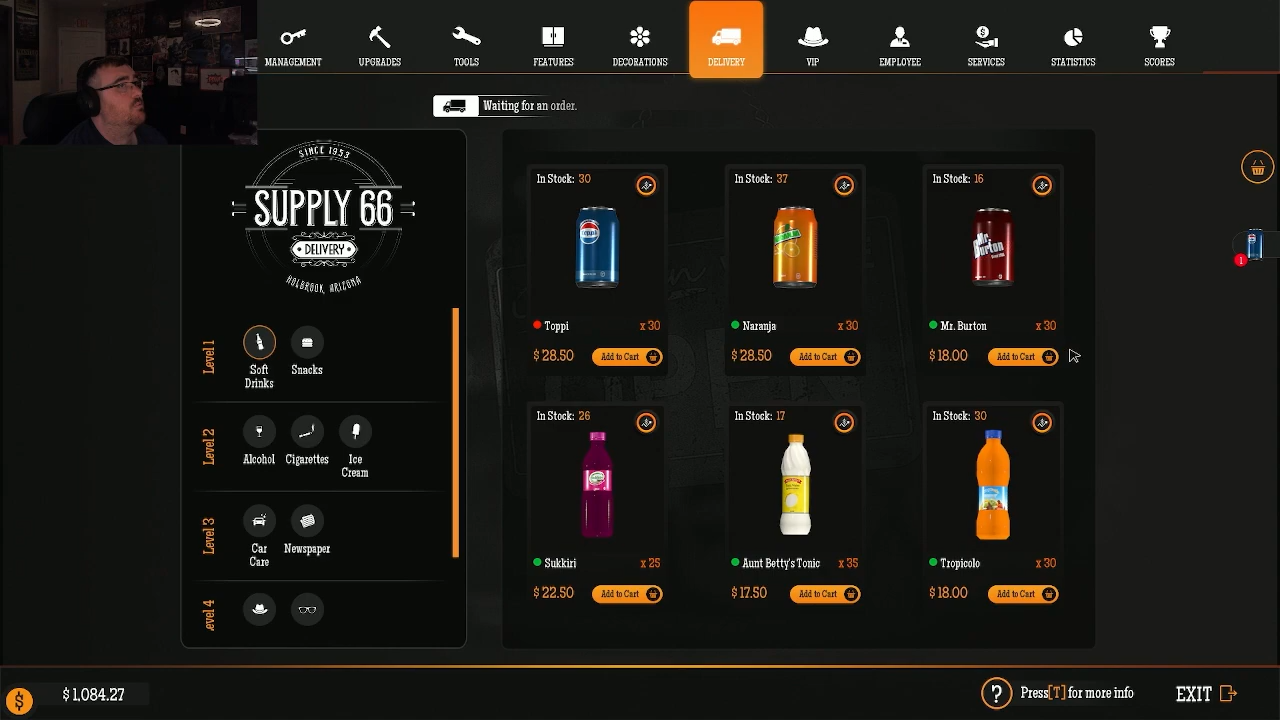 MANAGEMENT
UPGRADES
TOOLS
FEATURES
DECORATIONS
DELIVERY
VIP
EMPLOYEE
SERVICES
STATISTICS
SCORES
Waiting for an order.
SINCE 1953
SUPPLY 66
DELIVERY
HOLBROOK, ARIZONA
Level 1
Soft Drinks
Snacks
Level 2
Alcohol
Cigarettes
Ice Cream
Level 3
Car Care
Newspaper
Level 4
In Stock: 30
Toppi
Toppi x 30
$ 28.50 Add to Cart
In Stock: 37
Naranja x 30
$ 28.50 Add to Cart
In Stock: 16
Mr. Burton
Mr. Burton x 30
$ 18.00 Add to Cart
In Stock: 26
Sukkiri x 25
$ 22.50 Add to Cart
In Stock: 17
Aunt Betty's Tonic x 35
$ 17.50 Add to Cart
In Stock: 30
Tropicolo x 30
$ 18.00 Add to Cart
1
$ $ 1,084.27
? Press[T] for more info
EXIT